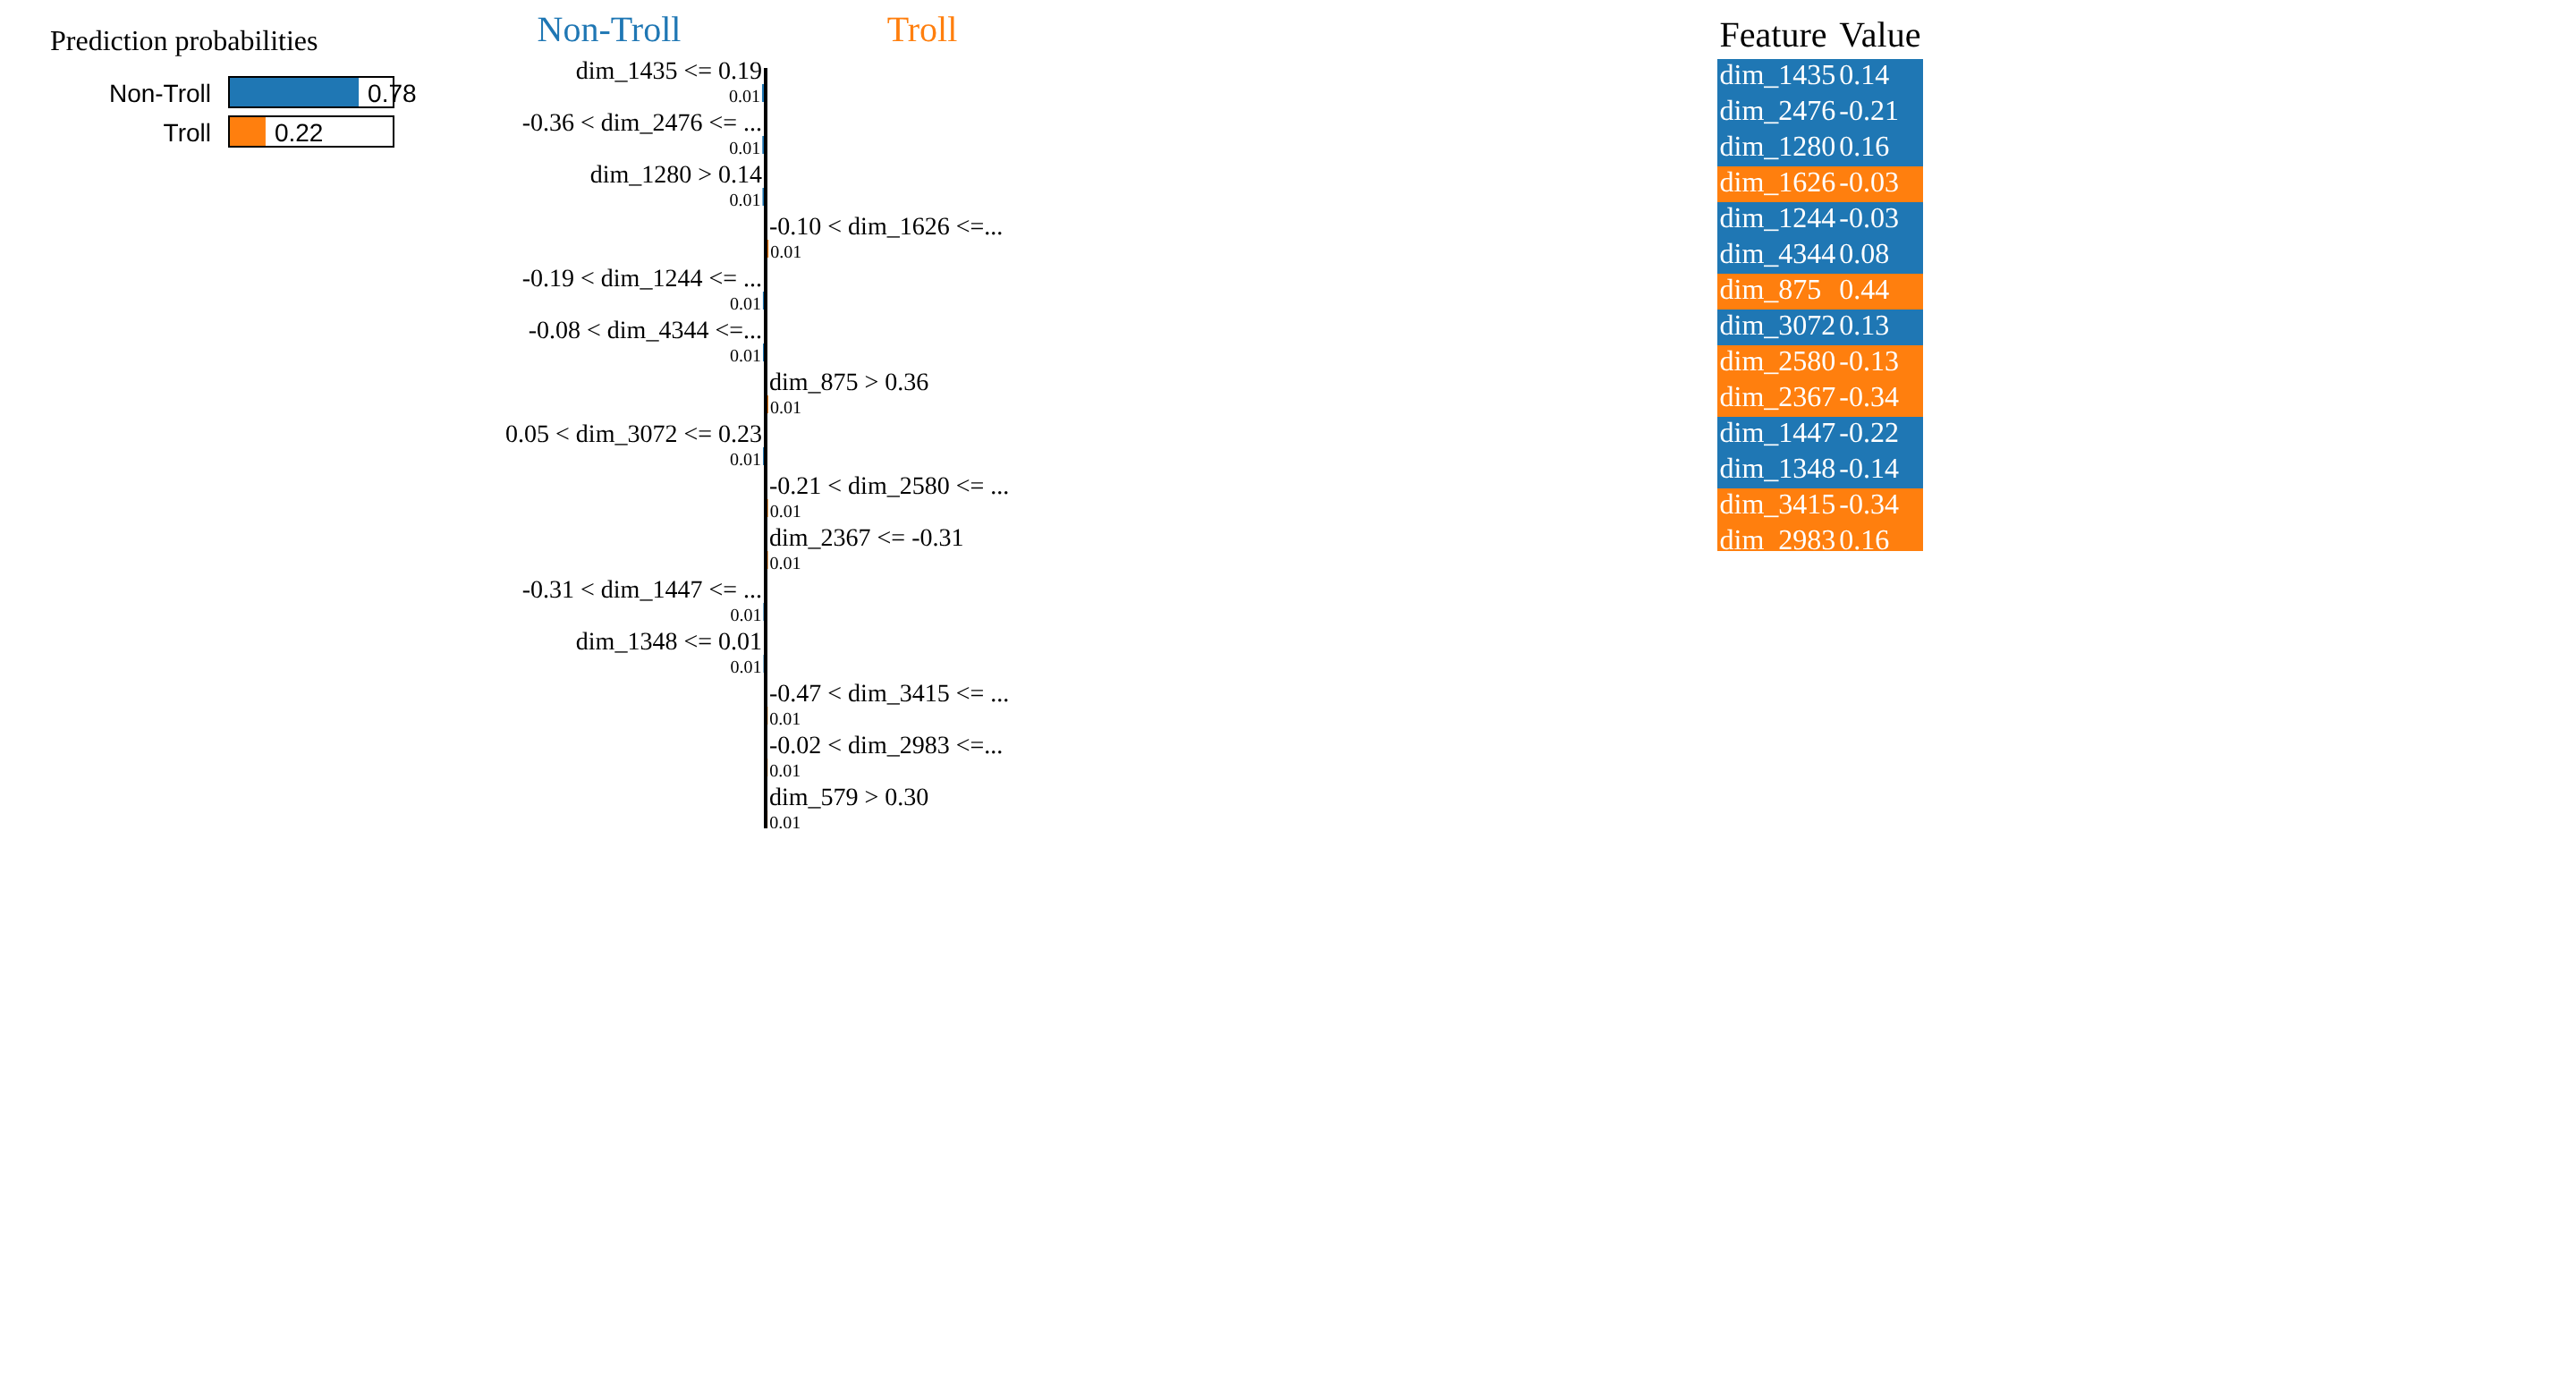 Prediction probabilities
Non-Troll 0.78
Troll 0.22
Non-Troll Troll
dim_1435 <= 0.19
0.01
-0.36 < dim_2476 <= ...
0.01
dim_1280 > 0.14
0.01
-0.10 < dim_1626 <=...
0.01
-0.19 < dim_1244 <= ...
0.01
-0.08 < dim_4344 <=...
0.01
dim_875 > 0.36
0.01
0.05 < dim_3072 <= 0.23
0.01
-0.21 < dim_2580 <= ...
0.01
dim_2367 <= -0.31
0.01
-0.31 < dim_1447 <= ...
0.01
dim_1348 <= 0.01
0.01
-0.47 < dim_3415 <= ...
0.01
-0.02 < dim_2983 <=...
0.01
dim_579 > 0.30
0.01
Feature Value
dim_1435 0.14
dim_2476 -0.21
dim_1280 0.16
dim_1626 -0.03
dim_1244 -0.03
dim_4344 0.08
dim_875 0.44
dim_3072 0.13
dim_2580 -0.13
dim_2367 -0.34
dim_1447 -0.22
dim_1348 -0.14
dim_3415 -0.34
dim_2983 0.16